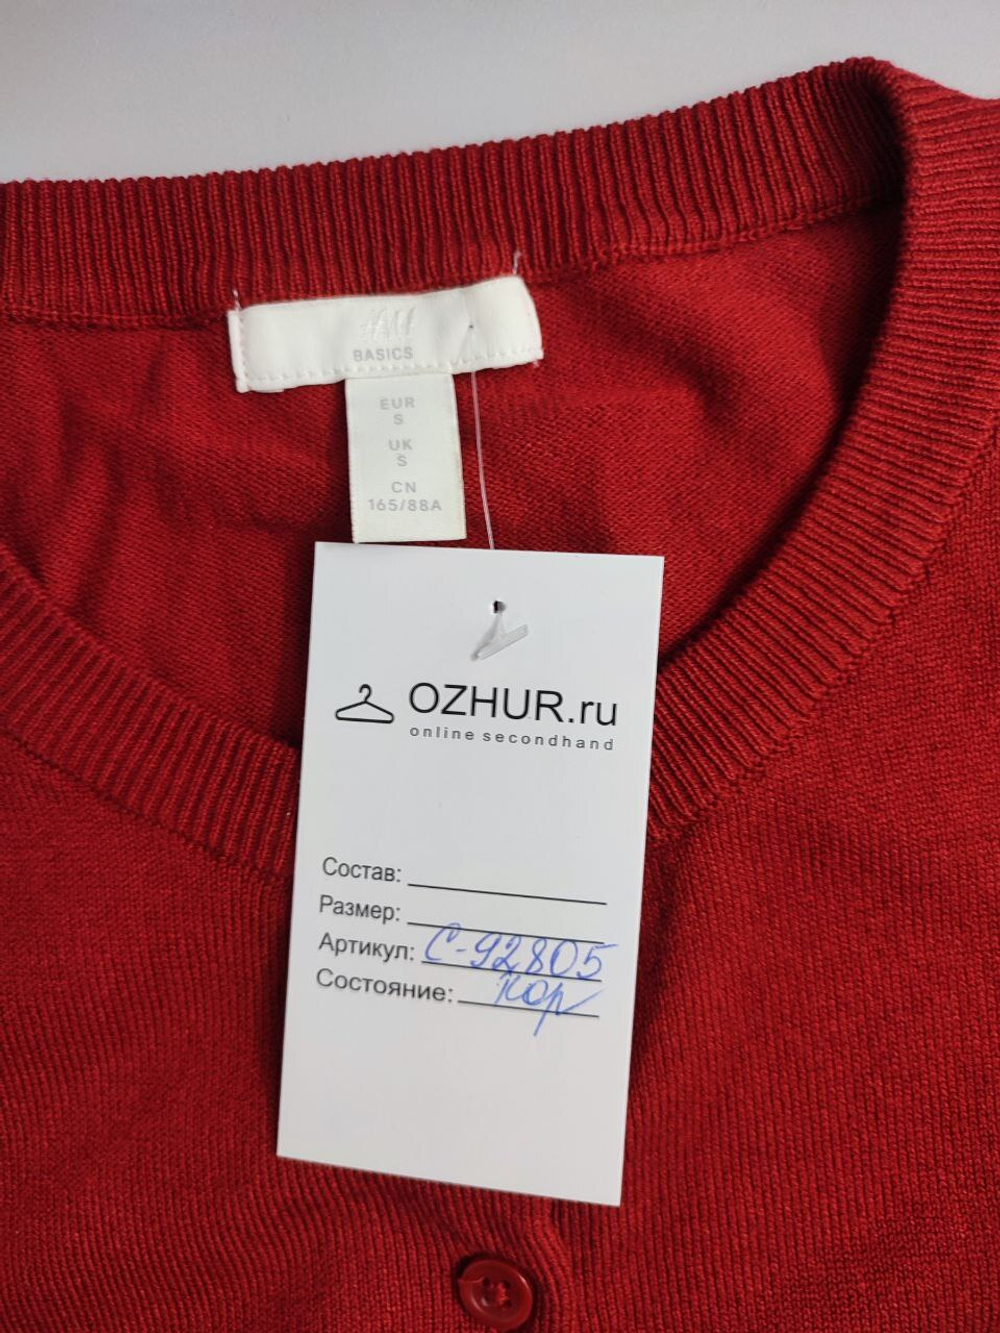 H&M
BASICS
EUR
S
UK
S
CN
165/88A
OZHUR.ru
online secondhand
Состав:
Размер:
Артикул: С-92805
Состояние: хор